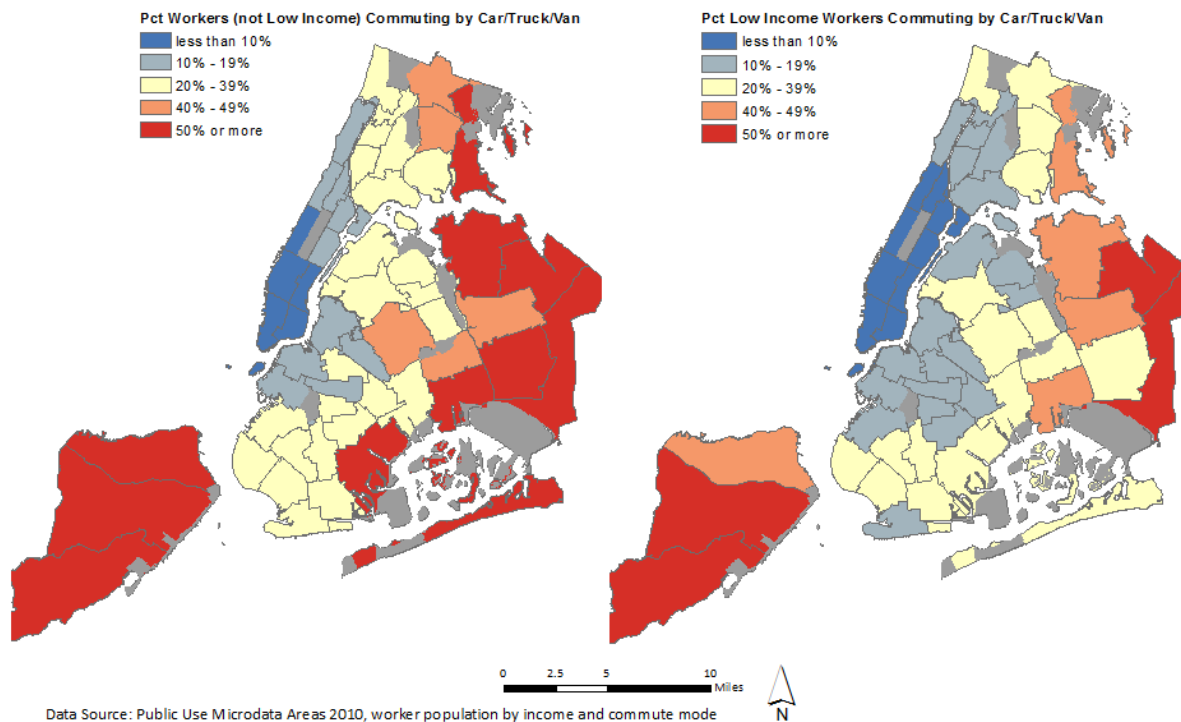 Pct Workers (not Low Income) Commuting by Car/Truck/Van
less than 10%
10% - 19%
20% - 39%
40% - 49%
50% or more
Pct Low Income Workers Commuting by Car/Truck/Van
less than 10%
10% - 19%
20% - 39%
40% - 49%
50% or more
0 2.5 5 10
Miles
N
Data Source: Public Use Microdata Areas 2010, worker population by income and commute mode